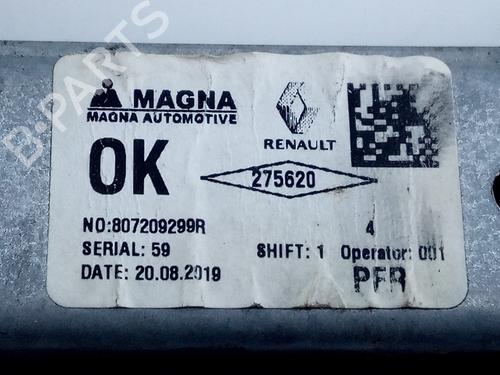 B-PARTS
MAGNA
MAGNA AUTOMOTIVE
RENAULT
OK
275620
NO:807209299R
4
SERIAL: 59
SHIFT: 1 Operator: 001
DATE: 20.08.2019
PFR